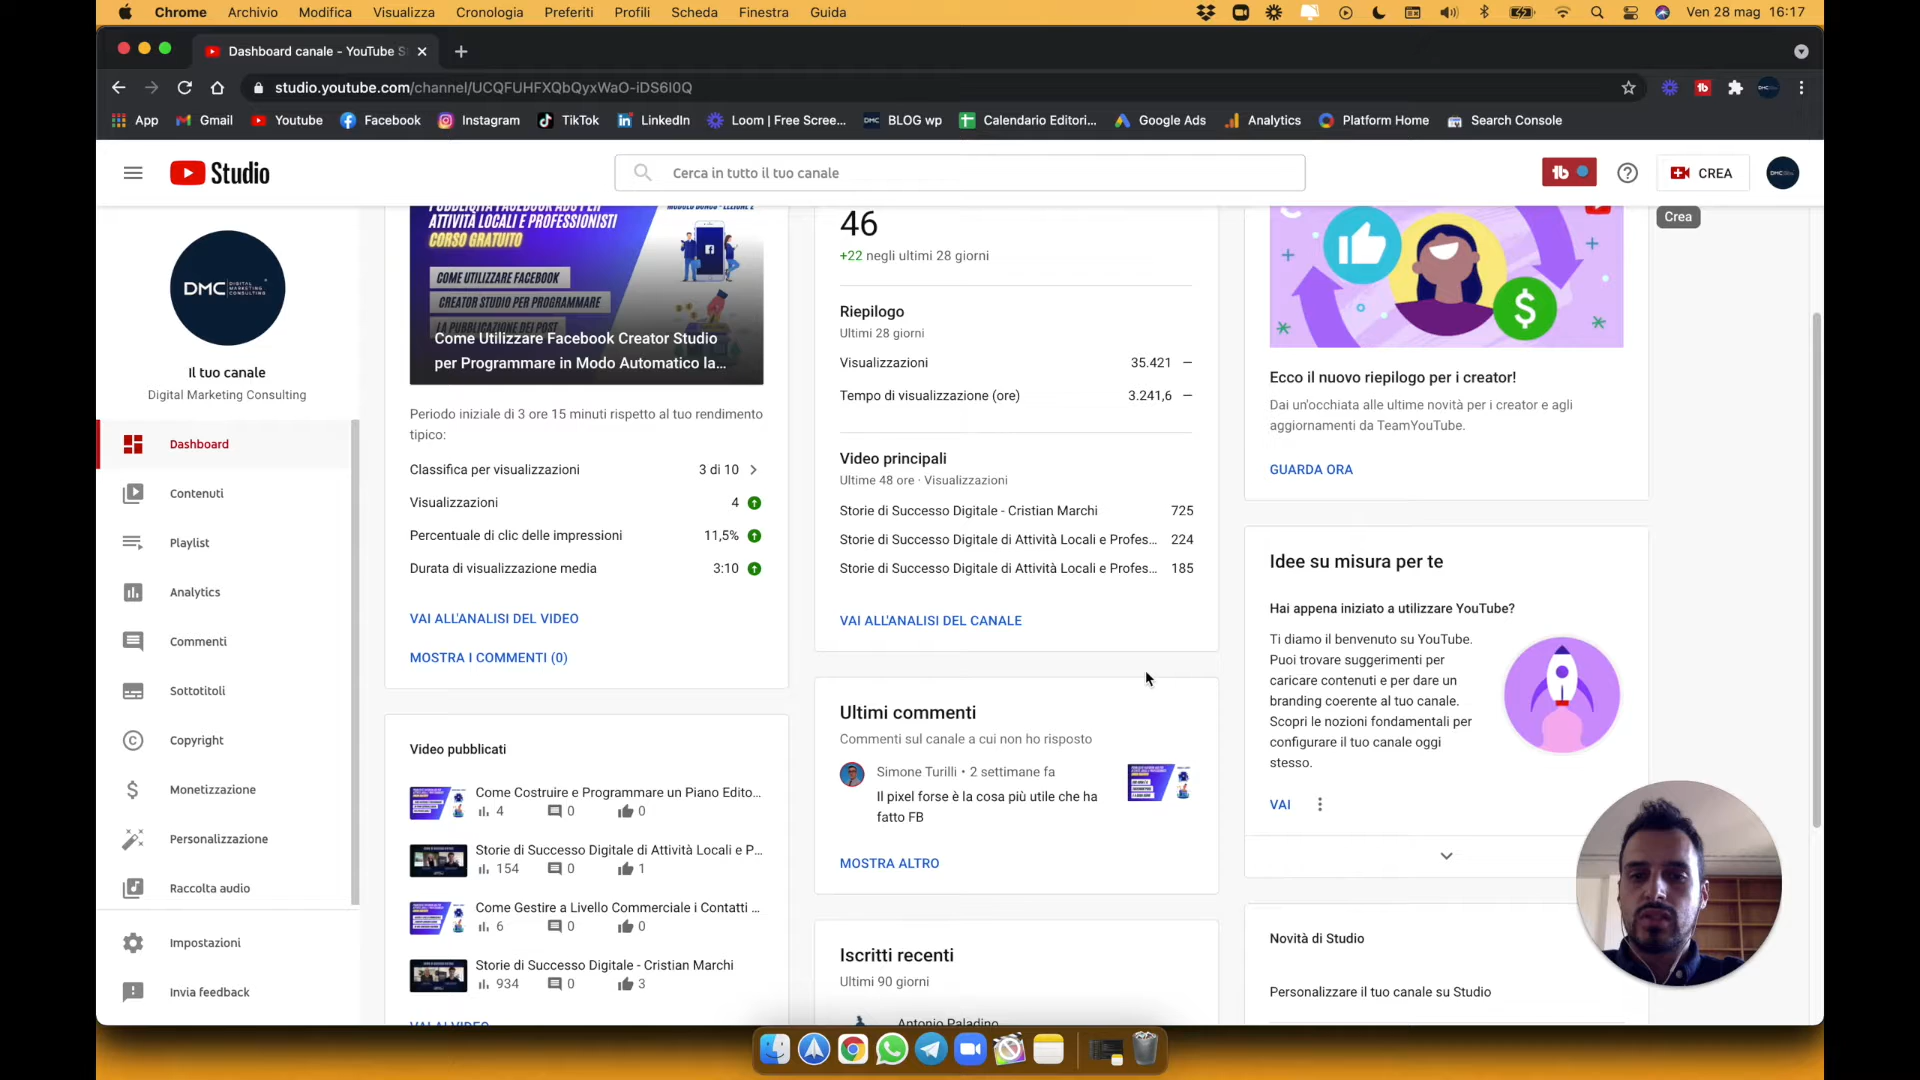 Chrome Archivio Modifica Visualizza Cronologia Preferiti Profili Scheda Finestra Guida Ven 28 mag 16:17
Dashboard canale - YouTube S
studio.youtube.com/channel/UCQFUHFXQbQyxWaO-iDS6I0Q
App Gmail Youtube Facebook Instagram TikTok LinkedIn Loom | Free Scree... BLOG wp Calendario Editori... Google Ads Analytics Platform Home Search Console
Studio
Cerca in tutto il tuo canale
CREA
Crea
DMC DIGITAL MARKETING CONSULTING
Il tuo canale
Digital Marketing Consulting
Dashboard
Contenuti
Playlist
Analytics
Commenti
Sottotitoli
Copyright
Monetizzazione
Personalizzazione
Raccolta audio
Impostazioni
Invia feedback
ATTIVITÀ LOCALI E PROFESSIONISTI
CORSO GRATUITO
COME UTILIZZARE FACEBOOK
CREATOR STUDIO PER PROGRAMMARE
LA PUBBLICAZIONE DEI POST
Come Utilizzare Facebook Creator Studio
per Programmare in Modo Automatico la...
Periodo iniziale di 3 ore 15 minuti rispetto al tuo rendimento
tipico:
Classifica per visualizzazioni 3 di 10
Visualizzazioni 4
Percentuale di clic delle impressioni 11,5%
Durata di visualizzazione media 3:10
VAI ALL'ANALISI DEL VIDEO
MOSTRA I COMMENTI (0)
Video pubblicati
Come Costruire e Programmare un Piano Edito...
4 0 0
Storie di Successo Digitale di Attività Locali e P...
154 0 1
Come Gestire a Livello Commerciale i Contatti ...
6 0 0
Storie di Successo Digitale - Cristian Marchi
934 0 3
VAI AI VIDEO
46
+22 negli ultimi 28 giorni
Riepilogo
Ultimi 28 giorni
Visualizzazioni 35.421 —
Tempo di visualizzazione (ore) 3.241,6 —
Video principali
Ultime 48 ore · Visualizzazioni
Storie di Successo Digitale - Cristian Marchi 725
Storie di Successo Digitale di Attività Locali e Profes... 224
Storie di Successo Digitale di Attività Locali e Profes... 185
VAI ALL'ANALISI DEL CANALE
Ultimi commenti
Commenti sul canale a cui non ho risposto
Simone Turilli • 2 settimane fa
Il pixel forse è la cosa più utile che ha
fatto FB
MOSTRA ALTRO
Iscritti recenti
Ultimi 90 giorni
Antonio Paladino
Ecco il nuovo riepilogo per i creator!
Dai un'occhiata alle ultime novità per i creator e agli
aggiornamenti da TeamYouTube.
GUARDA ORA
Idee su misura per te
Hai appena iniziato a utilizzare YouTube?
Ti diamo il benvenuto su YouTube.
Puoi trovare suggerimenti per
caricare contenuti e per dare un
branding coerente al tuo canale.
Scopri le nozioni fondamentali per
configurare il tuo canale oggi
stesso.
VAI
Novità di Studio
Personalizzare il tuo canale su Studio